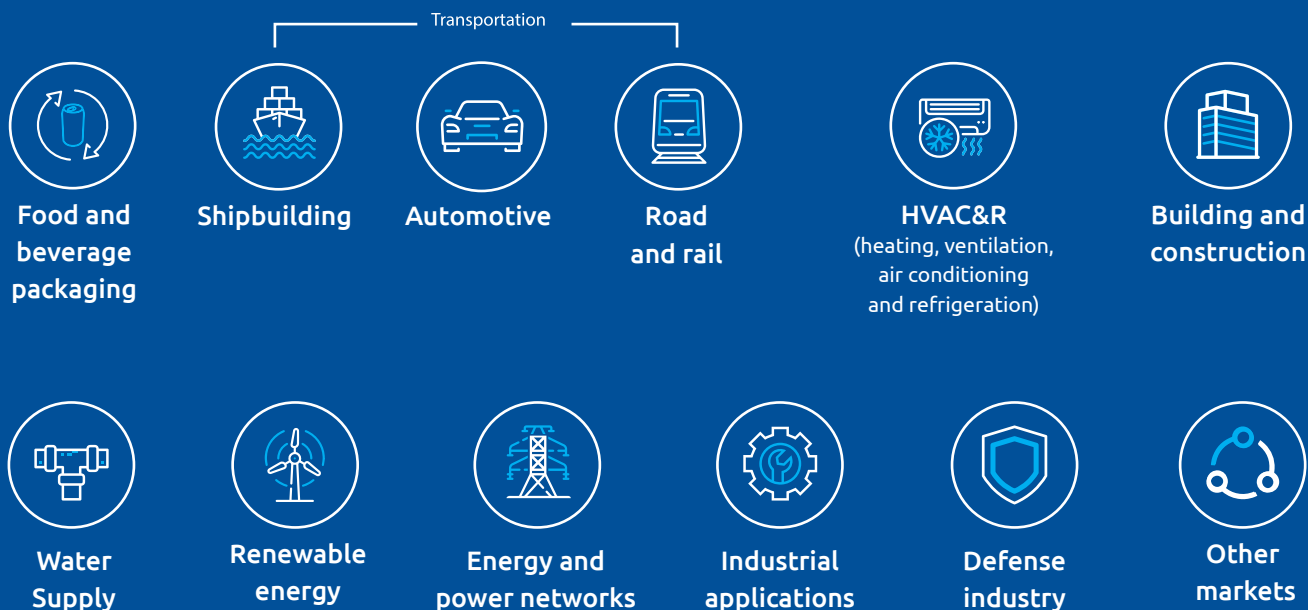 Transportation
Food and
beverage
packaging
Shipbuilding
Automotive
Road
and rail
HVAC&R
(heating, ventilation,
air conditioning
and refrigeration)
Building and
construction
Water
Supply
Renewable
energy
Energy and
power networks
Industrial
applications
Defense
industry
Other
markets